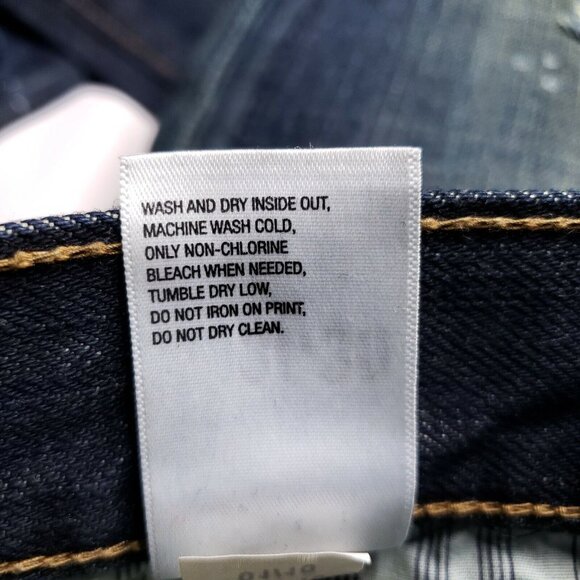 WASH AND DRY INSIDE OUT,
MACHINE WASH COLD,
ONLY NON-CHLORINE
BLEACH WHEN NEEDED,
TUMBLE DRY LOW,
DO NOT IRON ON PRINT,
DO NOT DRY CLEAN.